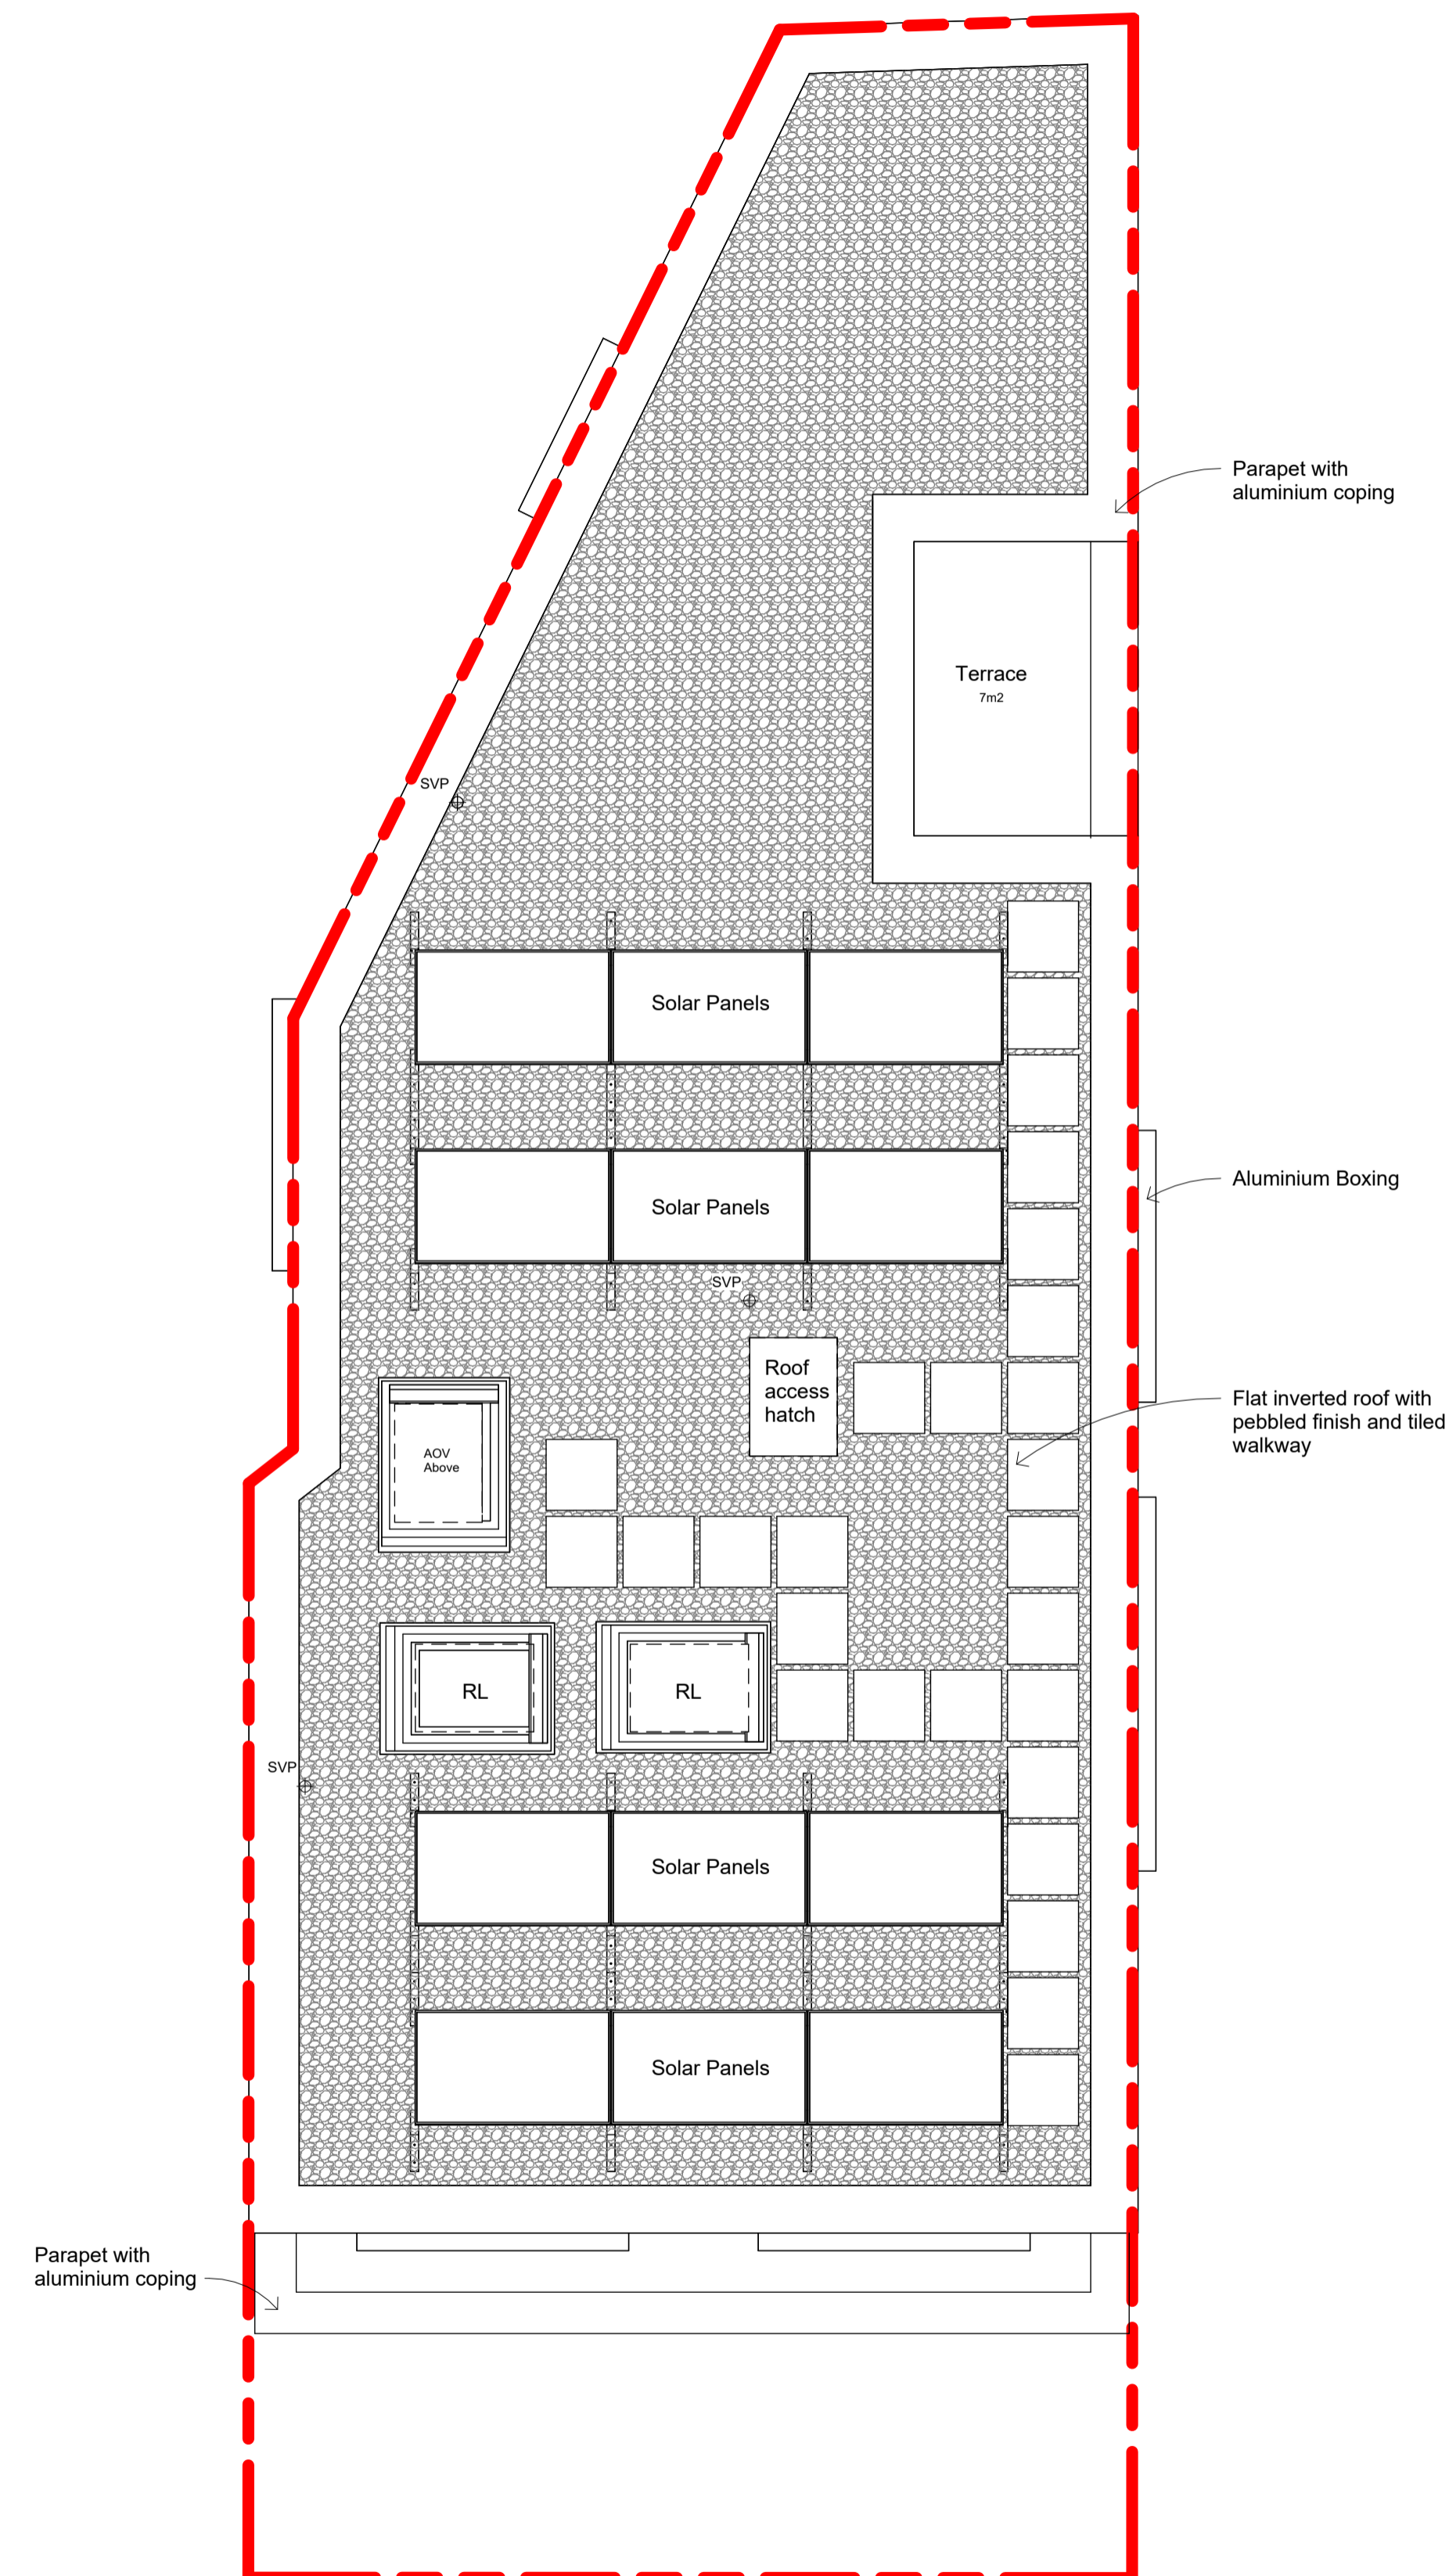 Parapet with
aluminium coping
Terrace
7m2
SVP
Solar Panels
Aluminium Boxing
Solar Panels
SVP
Roof
access
hatch
Flat inverted roof with
pebbled finish and tiled
walkway
AOV
Above
RL
RL
SVP
Solar Panels
Solar Panels
Parapet with
aluminium coping